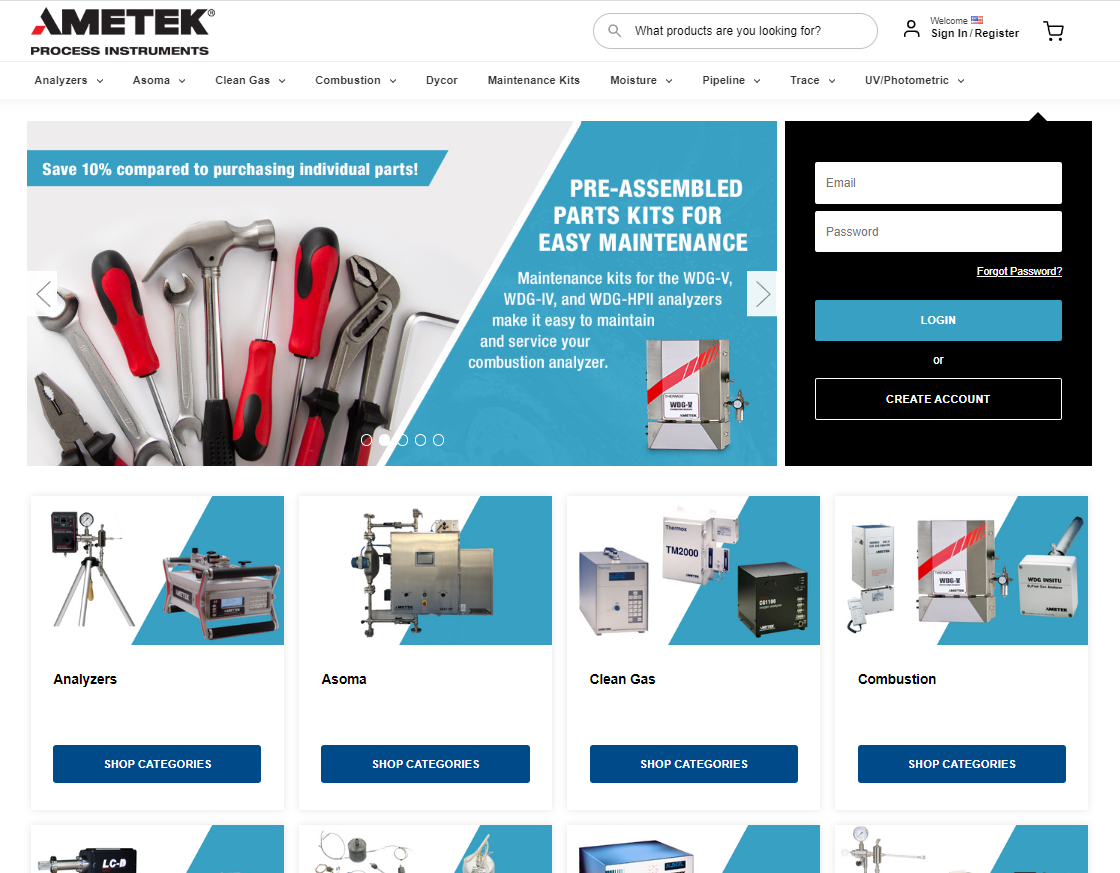 AMETEK®
PROCESS INSTRUMENTS
What products are you looking for?
Welcome
Sign In / Register
Analyzers
Asoma
Clean Gas
Combustion
Dycor
Maintenance Kits
Moisture
Pipeline
Trace
UV/Photometric
Save 10% compared to purchasing individual parts!
PRE-ASSEMBLED
PARTS KITS FOR
EASY MAINTENANCE
Maintenance kits for the WDG-V,
WDG-IV, and WDG-HPII analyzers
make it easy to maintain
and service your
combustion analyzer.
THERMOX
WDG-V
AMETEK
Email
Password
Forgot Password?
LOGIN
or
CREATE ACCOUNT
AMETEK
Thermox
TM2000
CG1100
AMETEK
THERMOX
WDG-V
AMETEK
WDG INSITU
AMETEK
Analyzers
Asoma
Clean Gas
Combustion
SHOP CATEGORIES
SHOP CATEGORIES
SHOP CATEGORIES
SHOP CATEGORIES
LC-D